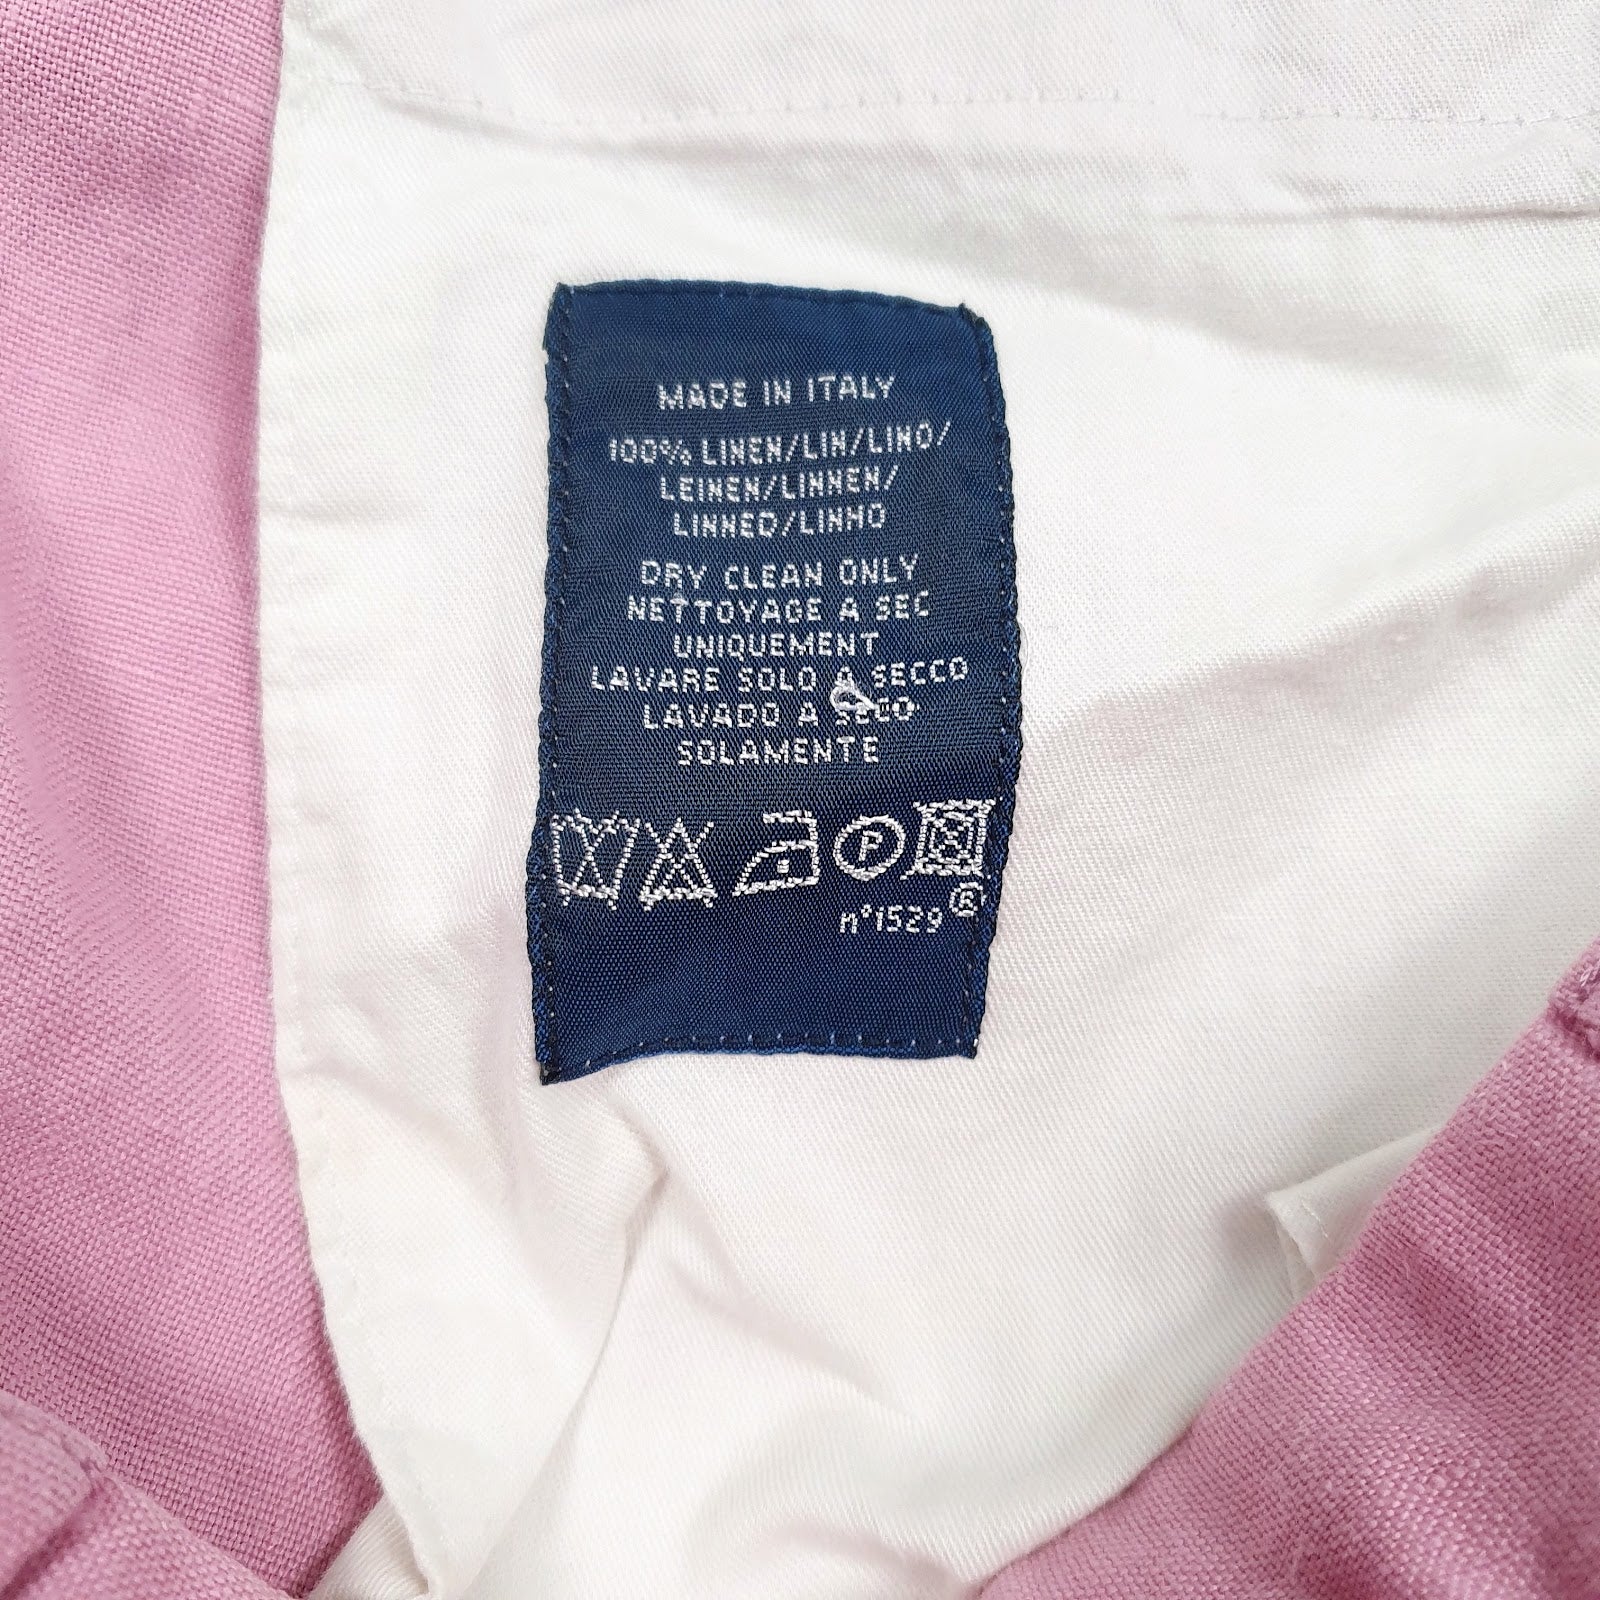 MADE IN ITALY
100% LINEN/LIN/LINO/
LEINEN/LINNEN/
LINNED/LINHO
DRY CLEAN ONLY
NETTOYAGE A SEC
UNIQUEMENT
LAVARE SOLO A SECCO
LAVADO A SECO
SOLAMENTE
P
n°1529 ®